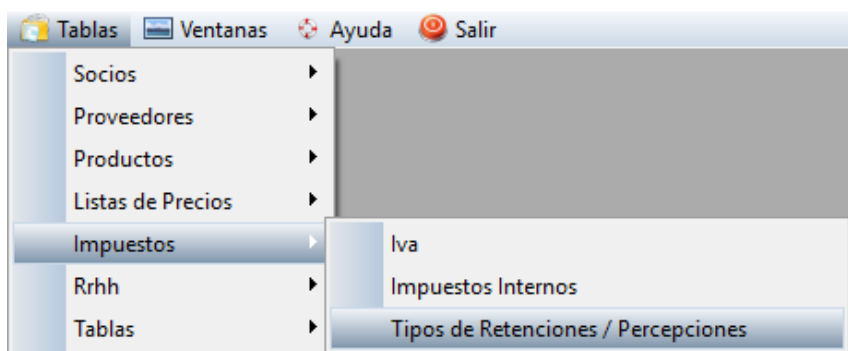 Tablas Ventanas Ayuda Salir
Socios
Proveedores
Productos
Listas de Precios
Impuestos
Iva
Rrhh
Impuestos Internos
Tablas
Tipos de Retenciones / Percepciones